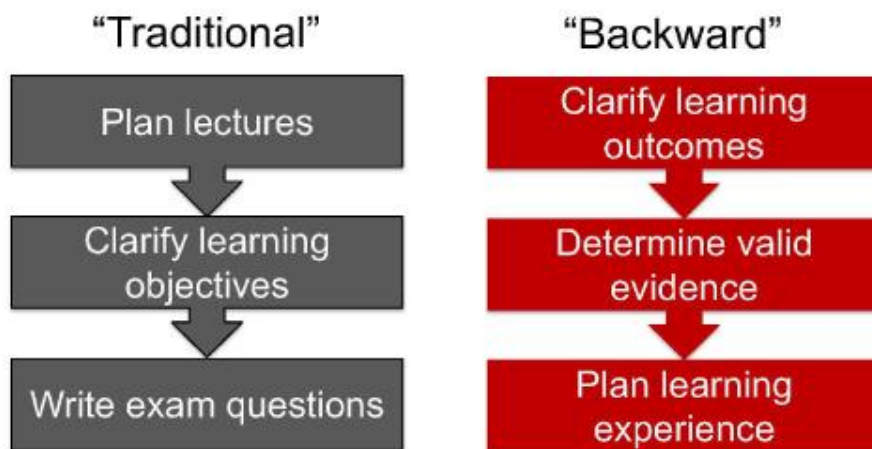 “Traditional”
Plan lectures
Clarify learning
objectives
Write exam questions
“Backward”
Clarify learning
outcomes
Determine valid
evidence
Plan learning
experience